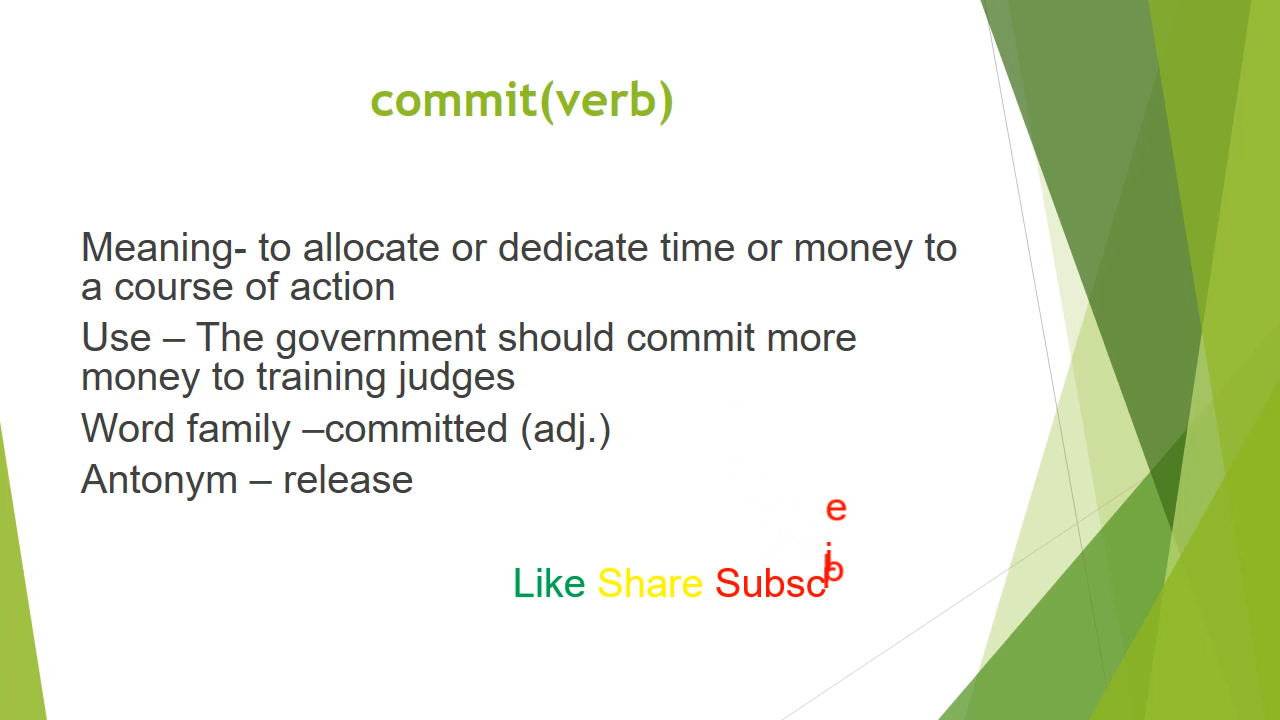 commit(verb)
Meaning- to allocate or dedicate time or money to
a course of action
Use – The government should commit more
money to training judges
Word family –committed (adj.)
Antonym – release
Like Share Subsc